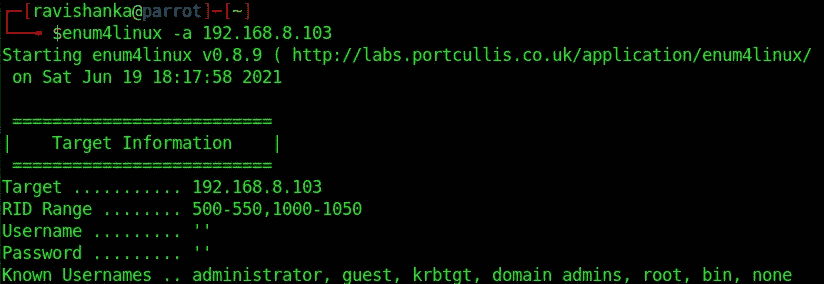 ┌─[ravishanka@parrot]─[~]
└──╼ $enum4linux -a 192.168.8.103
Starting enum4linux v0.8.9 ( http://labs.portcullis.co.uk/application/enum4linux/
 on Sat Jun 19 18:17:58 2021
 ==========================
|    Target Information    |
 ==========================
Target ........... 192.168.8.103
RID Range ........ 500-550,1000-1050
Username ......... ''
Password ......... ''
Known Usernames .. administrator, guest, krbtgt, domain admins, root, bin, none